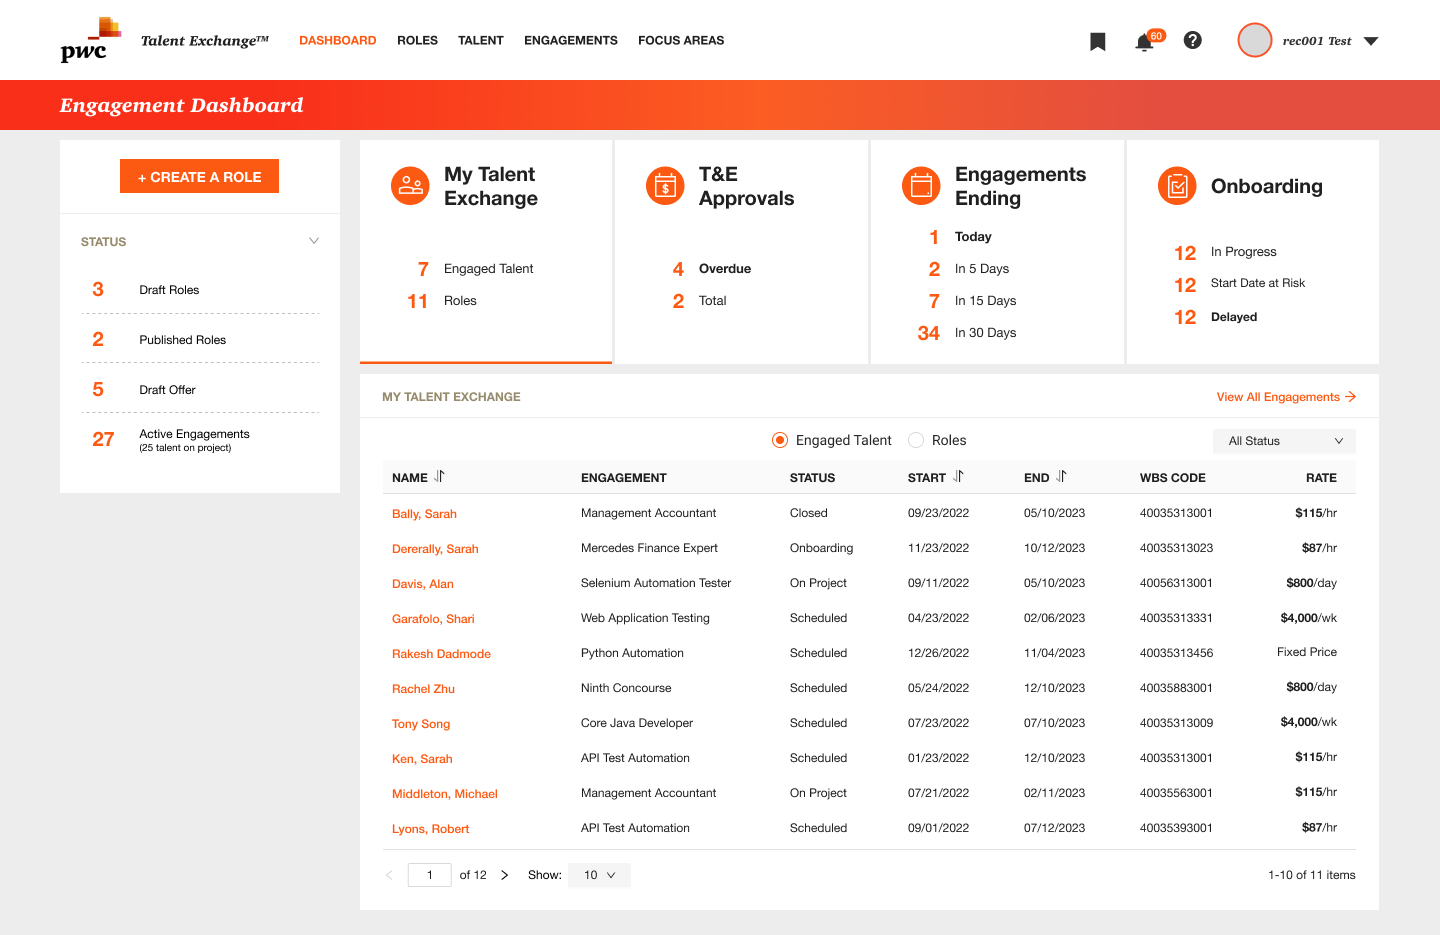 pwc
Talent Exchange™
DASHBOARD ROLES TALENT ENGAGEMENTS FOCUS AREAS
60
rec001 Test
Engagement Dashboard
+ CREATE A ROLE
STATUS
3 Draft Roles
2 Published Roles
5 Draft Offer
27 Active Engagements
(25 talent on project)
My Talent
Exchange
7 Engaged Talent
11 Roles
T&E
Approvals
4 Overdue
2 Total
Engagements
Ending
1 Today
2 In 5 Days
7 In 15 Days
34 In 30 Days
Onboarding
12 In Progress
12 Start Date at Risk
12 Delayed
MY TALENT EXCHANGE View All Engagements
Engaged Talent Roles All Status
NAME ENGAGEMENT STATUS START END WBS CODE RATE
Bally, Sarah Management Accountant Closed 09/23/2022 05/10/2023 40035313001 $115/hr
Dererally, Sarah Mercedes Finance Expert Onboarding 11/23/2022 10/12/2023 40035313023 $87/hr
Davis, Alan Selenium Automation Tester On Project 09/11/2022 05/10/2023 40056313001 $800/day
Garafolo, Shari Web Application Testing Scheduled 04/23/2022 02/06/2023 40035313331 $4,000/wk
Rakesh Dadmode Python Automation Scheduled 12/26/2022 11/04/2023 40035313456 Fixed Price
Rachel Zhu Ninth Concourse Scheduled 05/24/2022 12/10/2023 40035883001 $800/day
Tony Song Core Java Developer Scheduled 07/23/2022 07/10/2023 40035313009 $4,000/wk
Ken, Sarah API Test Automation Scheduled 01/23/2022 12/10/2023 40035313001 $115/hr
Middleton, Michael Management Accountant On Project 07/21/2022 02/11/2023 40035563001 $115/hr
Lyons, Robert API Test Automation Scheduled 09/01/2022 07/12/2023 40035393001 $87/hr
1 of 12 Show: 10 1-10 of 11 items